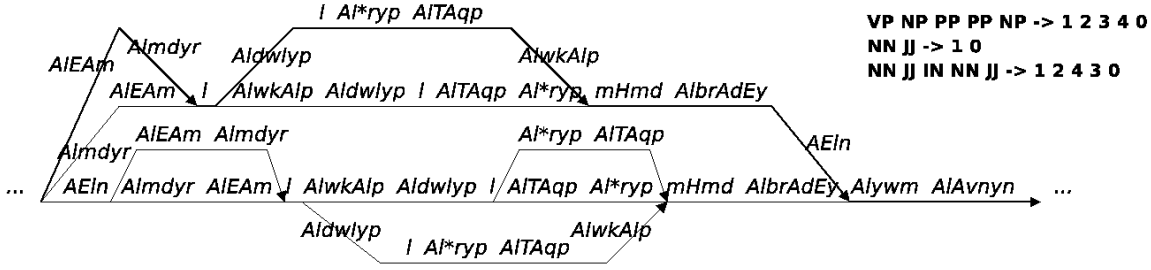 l Al*ryp AlTAqp
VP NP PP PP NP -> 1 2 3 4 0
AlEAm Almdyr Aldwlyp AlwkAlp
NN JJ -> 1 0
NN JJ IN NN JJ -> 1 2 4 3 0
AlEAm l AlwkAlp Aldwlyp l AlTAqp Al*ryp mHmd AlbrAdEy
AlEAm Almdyr Al*ryp AlTAqp
Almdyr AEln
... AEln Almdyr AlEAm l AlwkAlp Aldwlyp l AlTAqp Al*ryp mHmd AlbrAdEy Alywm AlAvnyn ...
Aldwlyp AlwkAlp
l Al*ryp AlTAqp